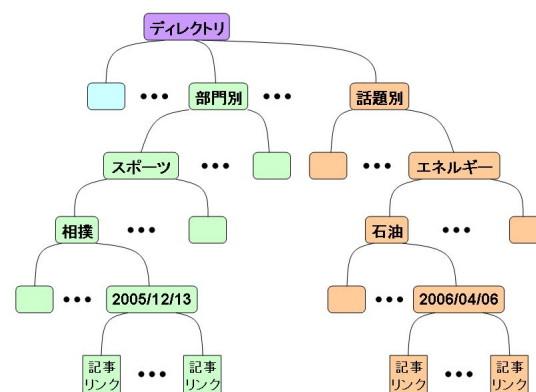 ディレクトリ
••• 部門別 ••• 話題別
スポーツ ••• ••• エネルギー
相撲 ••• 石油 •••
••• 2005/12/13 ••• 2006/04/06
記事
リンク
•••
記事
リンク
記事
リンク
•••
記事
リンク